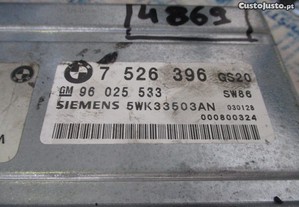 4869
CustoJusto.pt
7 526 396 GS20
GM 96 025 533 SW86
SIEMENS 5WK33503AN 030128
000800324